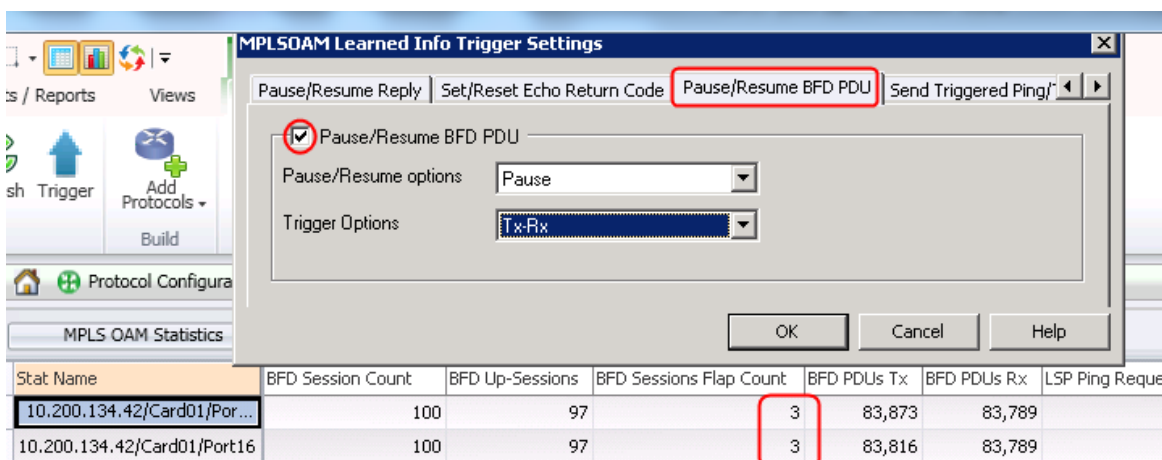 MPLSOAM Learned Info Trigger Settings
ts / Reports
Views
Pause/Resume Reply
Set/Reset Echo Return Code
Pause/Resume BFD PDU
Send Triggered Ping/
Pause/Resume BFD PDU
Pause/Resume options
Pause
sh
Trigger
Add
Protocols
Trigger Options
Tx-Rx
Build
Protocol Configura
MPLS OAM Statistics
OK
Cancel
Help
Stat Name BFD Session Count BFD Up-Sessions BFD Sessions Flap Count BFD PDUs Tx BFD PDUs Rx LSP Ping Reque
10.200.134.42/Card01/Por... 100 97 3 83,873 83,789
10.200.134.42/Card01/Port16 100 97 3 83,816 83,789